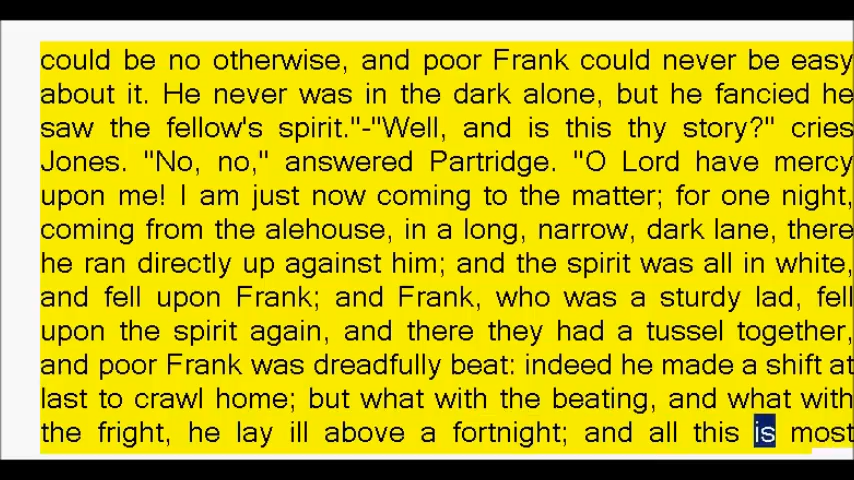 could be no otherwise, and poor Frank could never be easy
about it. He never was in the dark alone, but he fancied he
saw the fellow's spirit."-"Well, and is this thy story?" cries
Jones. "No, no," answered Partridge. "O Lord have mercy
upon me! I am just now coming to the matter; for one night,
coming from the alehouse, in a long, narrow, dark lane, there
he ran directly up against him; and the spirit was all in white,
and fell upon Frank; and Frank, who was a sturdy lad, fell
upon the spirit again, and there they had a tussel together,
and poor Frank was dreadfully beat: indeed he made a shift at
last to crawl home; but what with the beating, and what with
the fright, he lay ill above a fortnight; and all this is most